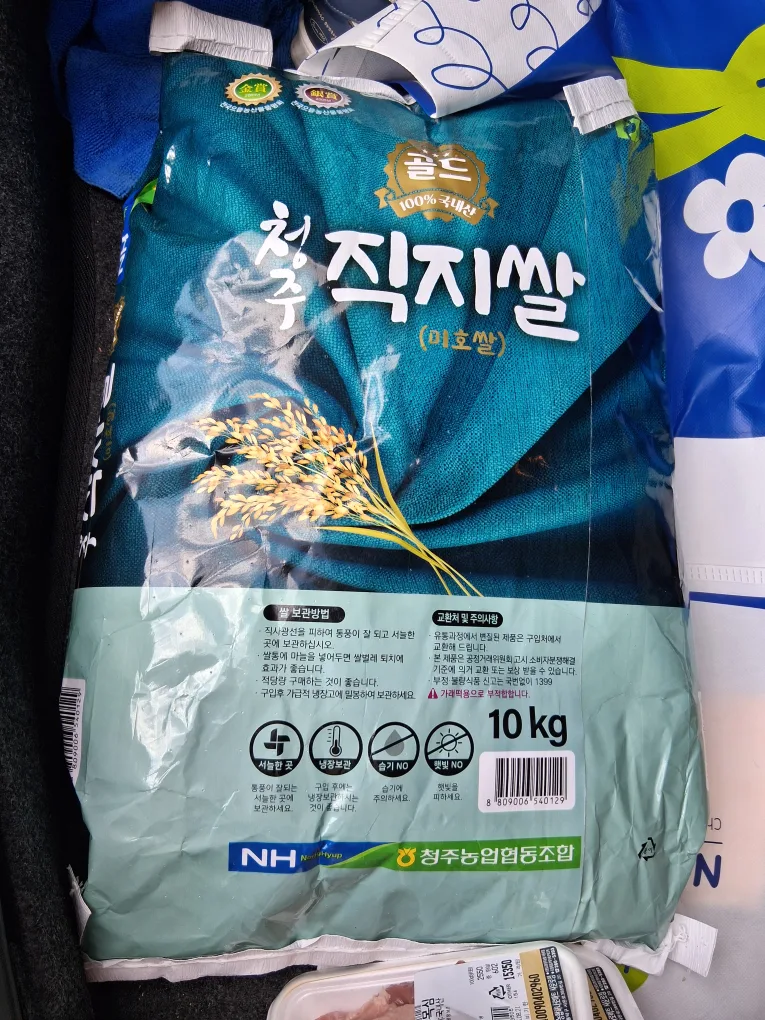 金賞
銀賞
골드
100% 국내산
청주
직지쌀
(미호쌀)
쌀 보관방법
· 직사광선을 피하여 통풍이 잘 되고 서늘한
곳에 보관하십시오.
· 쌀통에 마늘을 넣어두면 쌀벌레 퇴치에
효과가 좋습니다.
· 적당량 구매하는 것이 좋습니다.
· 구입후 가급적 냉장고에 밀봉하여 보관하세요.
교환처 및 주의사항
· 유통과정에서 변질된 제품은 구입처에서
교환해 드립니다.
· 본 제품은 공정거래위원회 고시 소비자분쟁해결
기준에 의거 교환 또는 보상 받을 수 있습니다.
· 부정·불량식품 신고는 국번없이 1399
가래떡용으로 부적합합니다.
10 kg
서늘한 곳
냉장보관
습기 NO
햇빛 NO
통풍이 잘되는
서늘한 곳에
보관하세요.
구입 후에는
냉장보관하시는
것이 좋습니다.
습기에
주의하세요.
햇빛을
피하세요.
8 809006 540129
NH
청주농업협동조합
15350